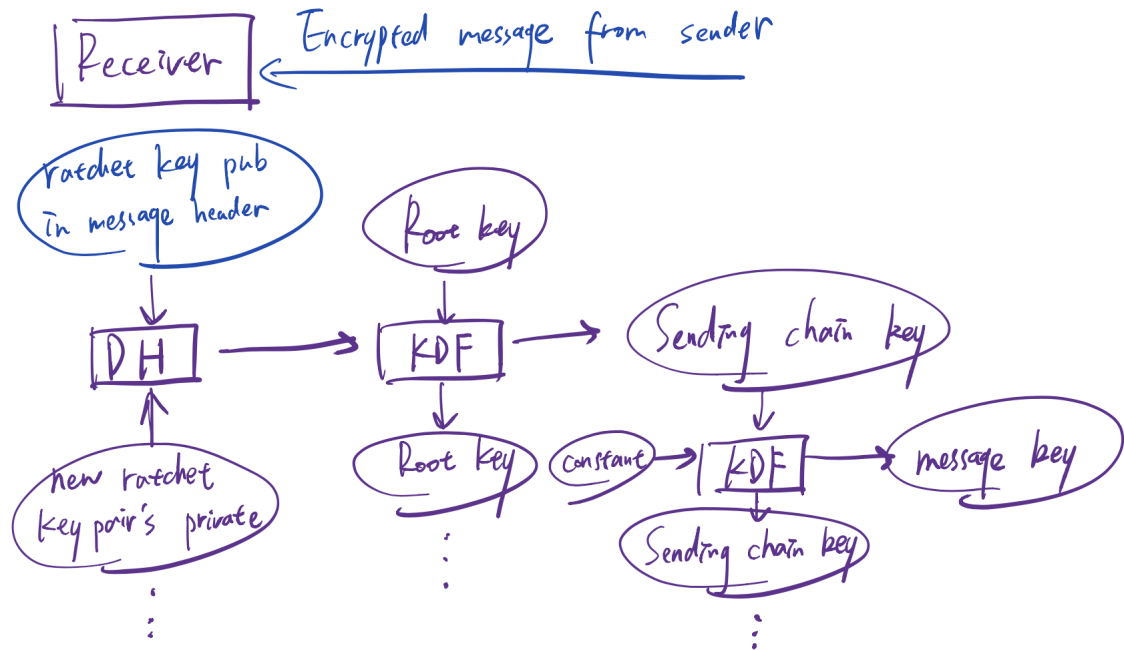 Receiver
Encrypted message from sender
ratchet key pub
in message header
Root key
DH
KDF
Sending chain key
new ratchet
key pair's private
Root key
constant
KDF
message key
Sending chain key